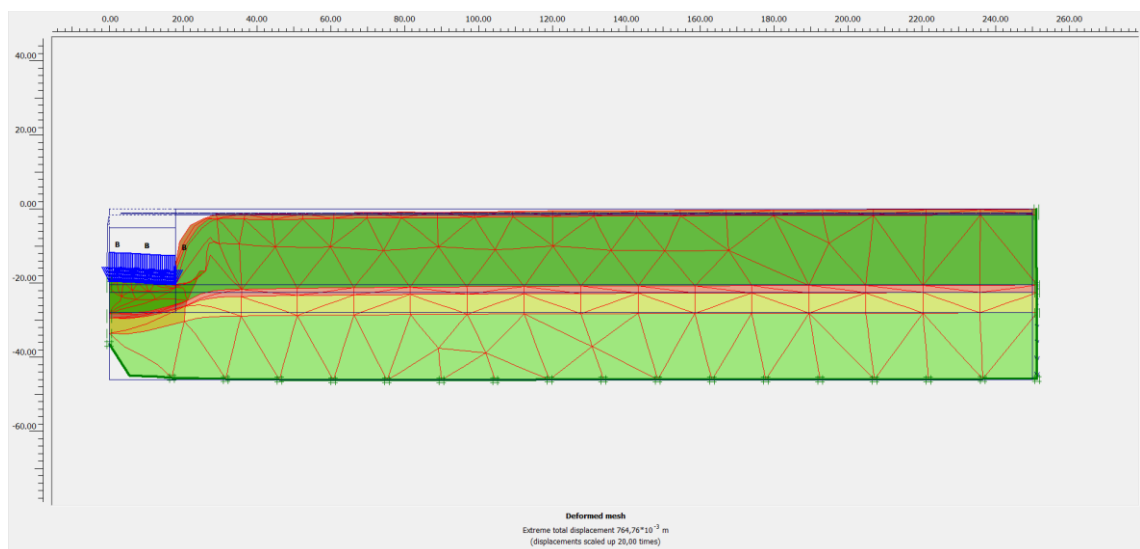 0.00 20.00 40.00 60.00 80.00 100.00 120.00 140.00 160.00 180.00 200.00 220.00 240.00 260.00
40.00
20.00
0.00
B B B
-20.00
-40.00
-60.00
Deformed mesh
Extreme total displacement 764,76*10⁻³ m
(displacements scaled up 20,00 times)